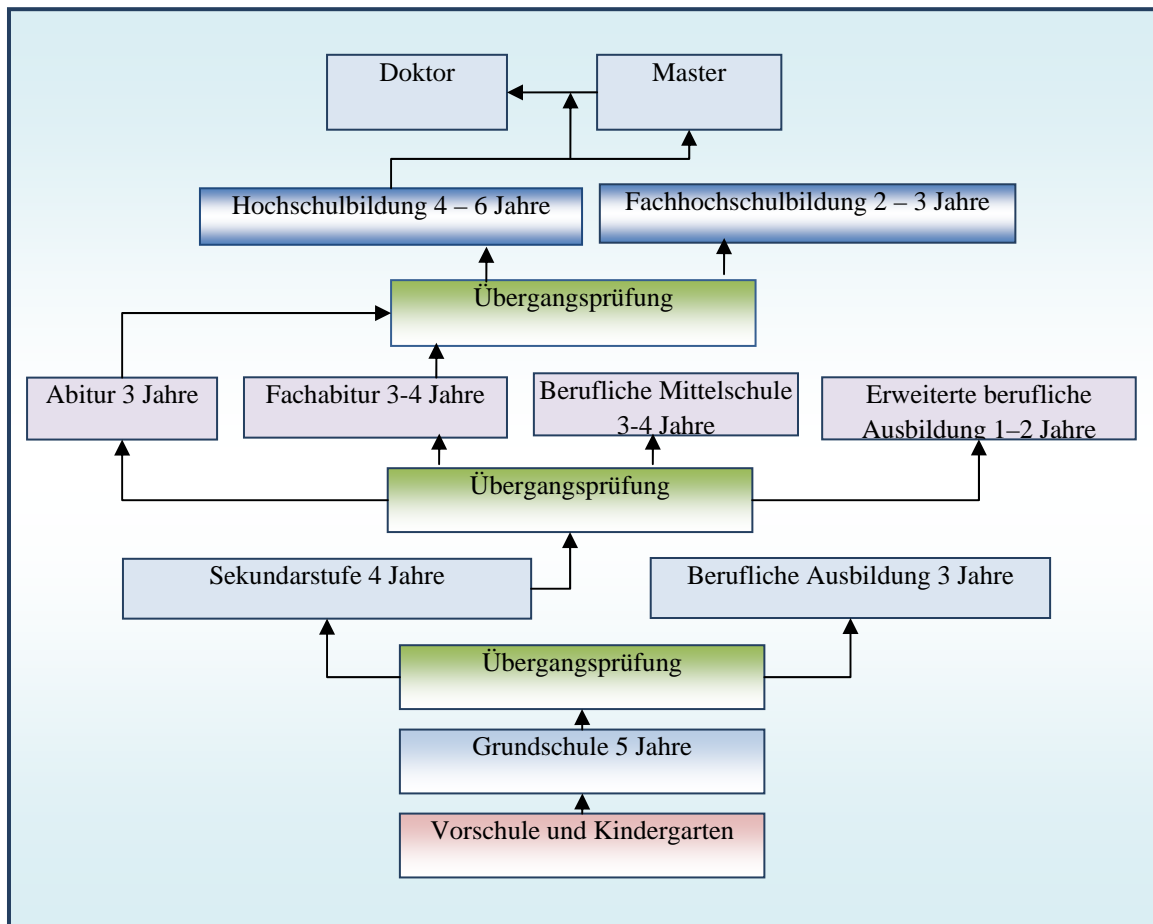 Doktor
Master
Hochschulbildung 4 – 6 Jahre
Fachhochschulbildung 2 – 3 Jahre
Übergangsprüfung
Abitur 3 Jahre
Fachabitur 3-4 Jahre
Berufliche Mittelschule
3-4 Jahre
Erweiterte berufliche
Ausbildung 1–2 Jahre
Übergangsprüfung
Sekundarstufe 4 Jahre
Berufliche Ausbildung 3 Jahre
Übergangsprüfung
Grundschule 5 Jahre
Vorschule und Kindergarten